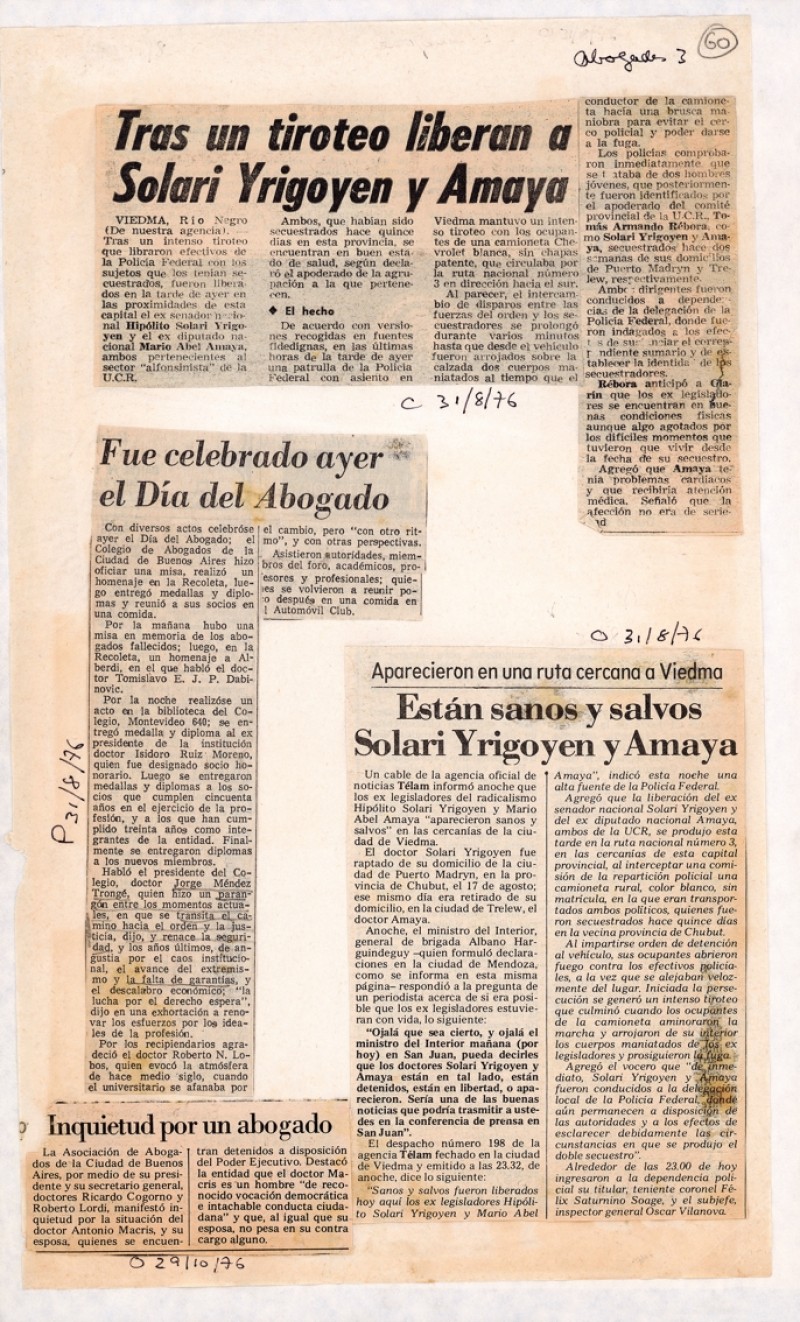 Abogados 3
60
Tras un tiroteo liberan a
Solari Yrigoyen y Amaya
VIEDMA, Río Negro
(De nuestra agencia). —
Tras un intenso tiroteo
que libraron efectivos de
la Policía Federal con los
sujetos que los tenían se-
cuestrados, fueron libera-
dos en la tarde de ayer en
las proximidades de esta
capital el ex senador nacional
Hipólito Solari Yrigo-
yen y el ex diputado na-
cional Mario Abel Amaya,
ambos pertenecientes al
sector "alfonsinista" de la
U.C.R.
Ambos, que habían sido
secuestrados hace quince
días en esta provincia, se
encuentran en buen esta-
do de salud, según decla-
ró el apoderado de la agru-
pación a la que pertene-
cen.
◆ El hecho
De acuerdo con versio-
nes recogidas en fuentes
fidedignas, en las últimas
horas de la tarde de ayer
una patrulla de la Policía
Federal con asiento en
Viedma mantuvo un inten-
so tiroteo con los ocupan-
tes de una camioneta Che-
vrolet blanca, sin chapas
patente, que circulaba por
la ruta nacional número
3 en dirección hacia el sur.
Al parecer, el intercam-
bio de disparos entre las
fuerzas del orden y los se-
cuestradores se prolongó
durante varios minutos
hasta que desde el vehículo
fueron arrojados sobre la
calzada dos cuerpos ma-
niatados al tiempo que el
conductor de la camione-
ta hacía una brusca ma-
niobra para evitar el cer-
co policial y poder darse
a la fuga.
Los policías comproba-
ron inmediatamente que
se trataba de dos hombres
jóvenes, que posteriormen-
te fueron identificados por
el apoderado del comité
provincial de la U.C.R., To-
más Armando Rébora, co-
mo Solari Yrigoyen y Ama-
ya, secuestrados hace dos
semanas de sus domicilios
de Puerto Madryn y Tre-
lew, respectivamente.
Ambos dirigentes fueron
conducidos a dependen-
cias de la delegación de la
Policía Federal, donde fue-
ron indagados a los efec-
de sustanciar el corres-
ndiente sumario y de es-
tablecer la identidad de los
secuestradores.
Rébora anticipó a Cla-
rín que los ex legislado-
res se encuentran en bue-
nas condiciones físicas
aunque algo agotados por
los difíciles momentos que
tuvieron que vivir desde
la fecha de su secuestro.
Agregó que Amaya te-
nía problemas cardíacos
y que recibiría atención
médica. Señaló que la
afección no era de serie-
d
C 31/8/76
Fue celebrado ayer
el Día del Abogado
Con diversos actos celebróse
ayer el Día del Abogado; el
Colegio de Abogados de la
Ciudad de Buenos Aires hizo
oficiar una misa, realizó un
homenaje en la Recoleta, lue-
go entregó medallas y diplo-
mas y reunió a sus socios en
una comida.
Por la mañana hubo una
misa en memoria de los abo-
gados fallecidos; luego, en la
Recoleta, un homenaje a Al-
berdi, en el que habló el doc-
tor Tomislavo E. J. P. Dabi-
novic.
Por la noche realizóse un
acto en la biblioteca del Co-
legio, Montevideo 640; se en-
tregó medalla y diploma al ex
presidente de la institución
doctor Isidoro Ruiz Moreno,
quien fue designado socio ho-
norario. Luego se entregaron
medallas y diplomas a los so-
cios que cumplen cincuenta
años en el ejercicio de la pro-
fesión, y a los que han cum-
plido treinta años como inte-
grantes de la entidad. Final-
mente se entregaron diplomas
a los nuevos miembros.
Habló el presidente del Co-
legio, doctor Jorge Méndez
Trongé, quien hizo un paran-
gón entre los momentos actua-
les, en que se transita el ca-
mino hacia el orden y la jus-
ticia, dijo, y renace la seguri-
dad, y los años últimos, de an-
gustia por el caos institucio-
nal, el avance del extremis-
mo y la falta de garantías, y
el descalabro económico; "la
lucha por el derecho espera",
dijo en una exhortación a reno-
var los esfuerzos por los idea-
les de la profesión.
Por los recipiendarios agra-
deció el doctor Roberto N. Lo-
bos, quien evocó la atmósfera
de hace medio siglo, cuando
el universitario se afanaba por
el cambio, pero "con otro rit-
mo", y con otras perspectivas.
Asistieron autoridades, miem-
bros del foro, académicos, pro-
esores y profesionales; quie-
es se volvieron a reunir po-
o después en una comida en
l Automóvil Club.
P 31/8/76
O 31/8/76
Aparecieron en una ruta cercana a Viedma
Están sanos y salvos
Solari Yrigoyen y Amaya
Un cable de la agencia oficial de
noticias Télam informó anoche que
los ex legisladores del radicalismo
Hipólito Solari Yrigoyen y Mario
Abel Amaya "aparecieron sanos y
salvos" en las cercanías de la ciu-
dad de Viedma.
El doctor Solari Yrigoyen fue
raptado de su domicilio de la ciu-
dad de Puerto Madryn, en la pro-
vincia de Chubut, el 17 de agosto;
ese mismo día era retirado de su
domicilio, en la ciudad de Trelew, el
doctor Amaya.
Anoche, el ministro del Interior,
general de brigada Albano Har-
guindeguy –quien formuló declara-
ciones en la ciudad de Mendoza,
como se informa en esta misma
página– respondió a la pregunta de
un periodista acerca de si era posi-
ble que los ex legisladores estuvie-
ran con vida, lo siguiente:
"Ojalá que sea cierto, y ojalá el
ministro del Interior mañana (por
hoy) en San Juan, pueda decirles
que los doctores Solari Yrigoyen y
Amaya están en tal lado, están
detenidos, están en libertad, o apa-
recieron. Sería una de las buenas
noticias que podría trasmitir a uste-
des en la conferencia de prensa en
San Juan".
El despacho número 198 de la
agencia Télam fechado en la ciudad
de Viedma y emitido a las 23.32, de
anoche, dice lo siguiente:
"Sanos y salvos fueron liberados
hoy aquí los ex legisladores Hipóli-
to Solari Yrigoyen y Mario Abel
Amaya", indicó esta noche una
alta fuente de la Policía Federal.
Agregó que la liberación del ex
senador nacional Solari Yrigoyen y
del ex diputado nacional Amaya,
ambos de la UCR, se produjo esta
tarde en la ruta nacional número 3,
en las cercanías de esta capital
provincial, al interceptar una comi-
sión de la repartición policial una
camioneta rural, color blanco, sin
matrícula, en la que eran transpor-
tados ambos políticos, quienes fue-
ron secuestrados hace quince días
en la vecina provincia de Chubut.
Al impartirse orden de detención
al vehículo, sus ocupantes abrieron
fuego contra los efectivos policia-
les, a la vez que se alejaban veloz-
mente del lugar. Iniciada la perse-
cución se generó un intenso tiroteo
que culminó cuando los ocupantes
de la camioneta aminoraron la
marcha y arrojaron de su interior
los cuerpos maniatados de los ex
legisladores y prosiguieron la fuga.
Agregó el vocero que "de inme-
diato, Solari Yrigoyen y Amaya
fueron conducidos a la delegación
local de la Policía Federal, donde
aún permanecen a disposición de
las autoridades y a los efectos de
esclarecer debidamente las cir-
cunstancias en que se produjo el
doble secuestro".
Alrededor de las 23.00 de hoy
ingresaron a la dependencia poli-
cial su titular, teniente coronel Fé-
lix Saturnino Soage, y el subjefe,
inspector general Oscar Vilanova.
Inquietud por un abogado
La Asociación de Aboga-
dos de la Ciudad de Buenos
Aires, por medio de su presi-
dente y su secretario general,
doctores Ricardo Cogorno y
Roberto Lordi, manifestó in-
quietud por la situación del
doctor Antonio Macris, y su
esposa, quienes se encuen-
tran detenidos a disposición
del Poder Ejecutivo. Destacó
la entidad que el doctor Ma-
cris es un hombre "de reco-
nocido vocación democrática
e intachable conducta ciuda-
dana" y que, al igual que su
esposa, no pesa en su contra
cargo alguno.
O 29/10/76